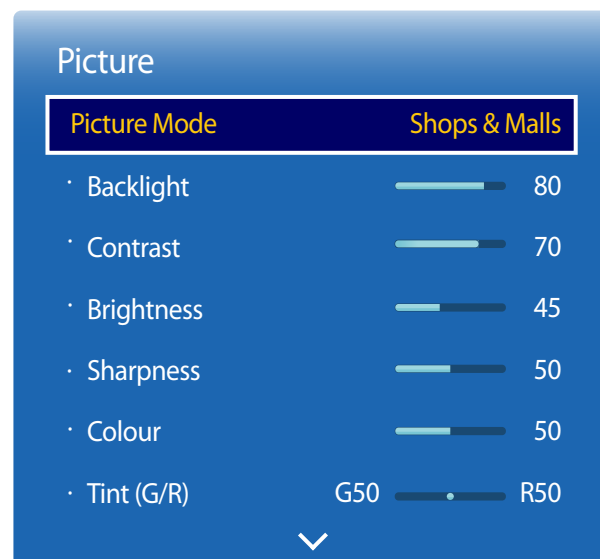 Picture
Picture Mode Shops & Malls
· Backlight 80
· Contrast 70
· Brightness 45
· Sharpness 50
· Colour 50
· Tint (G/R) G50 R50